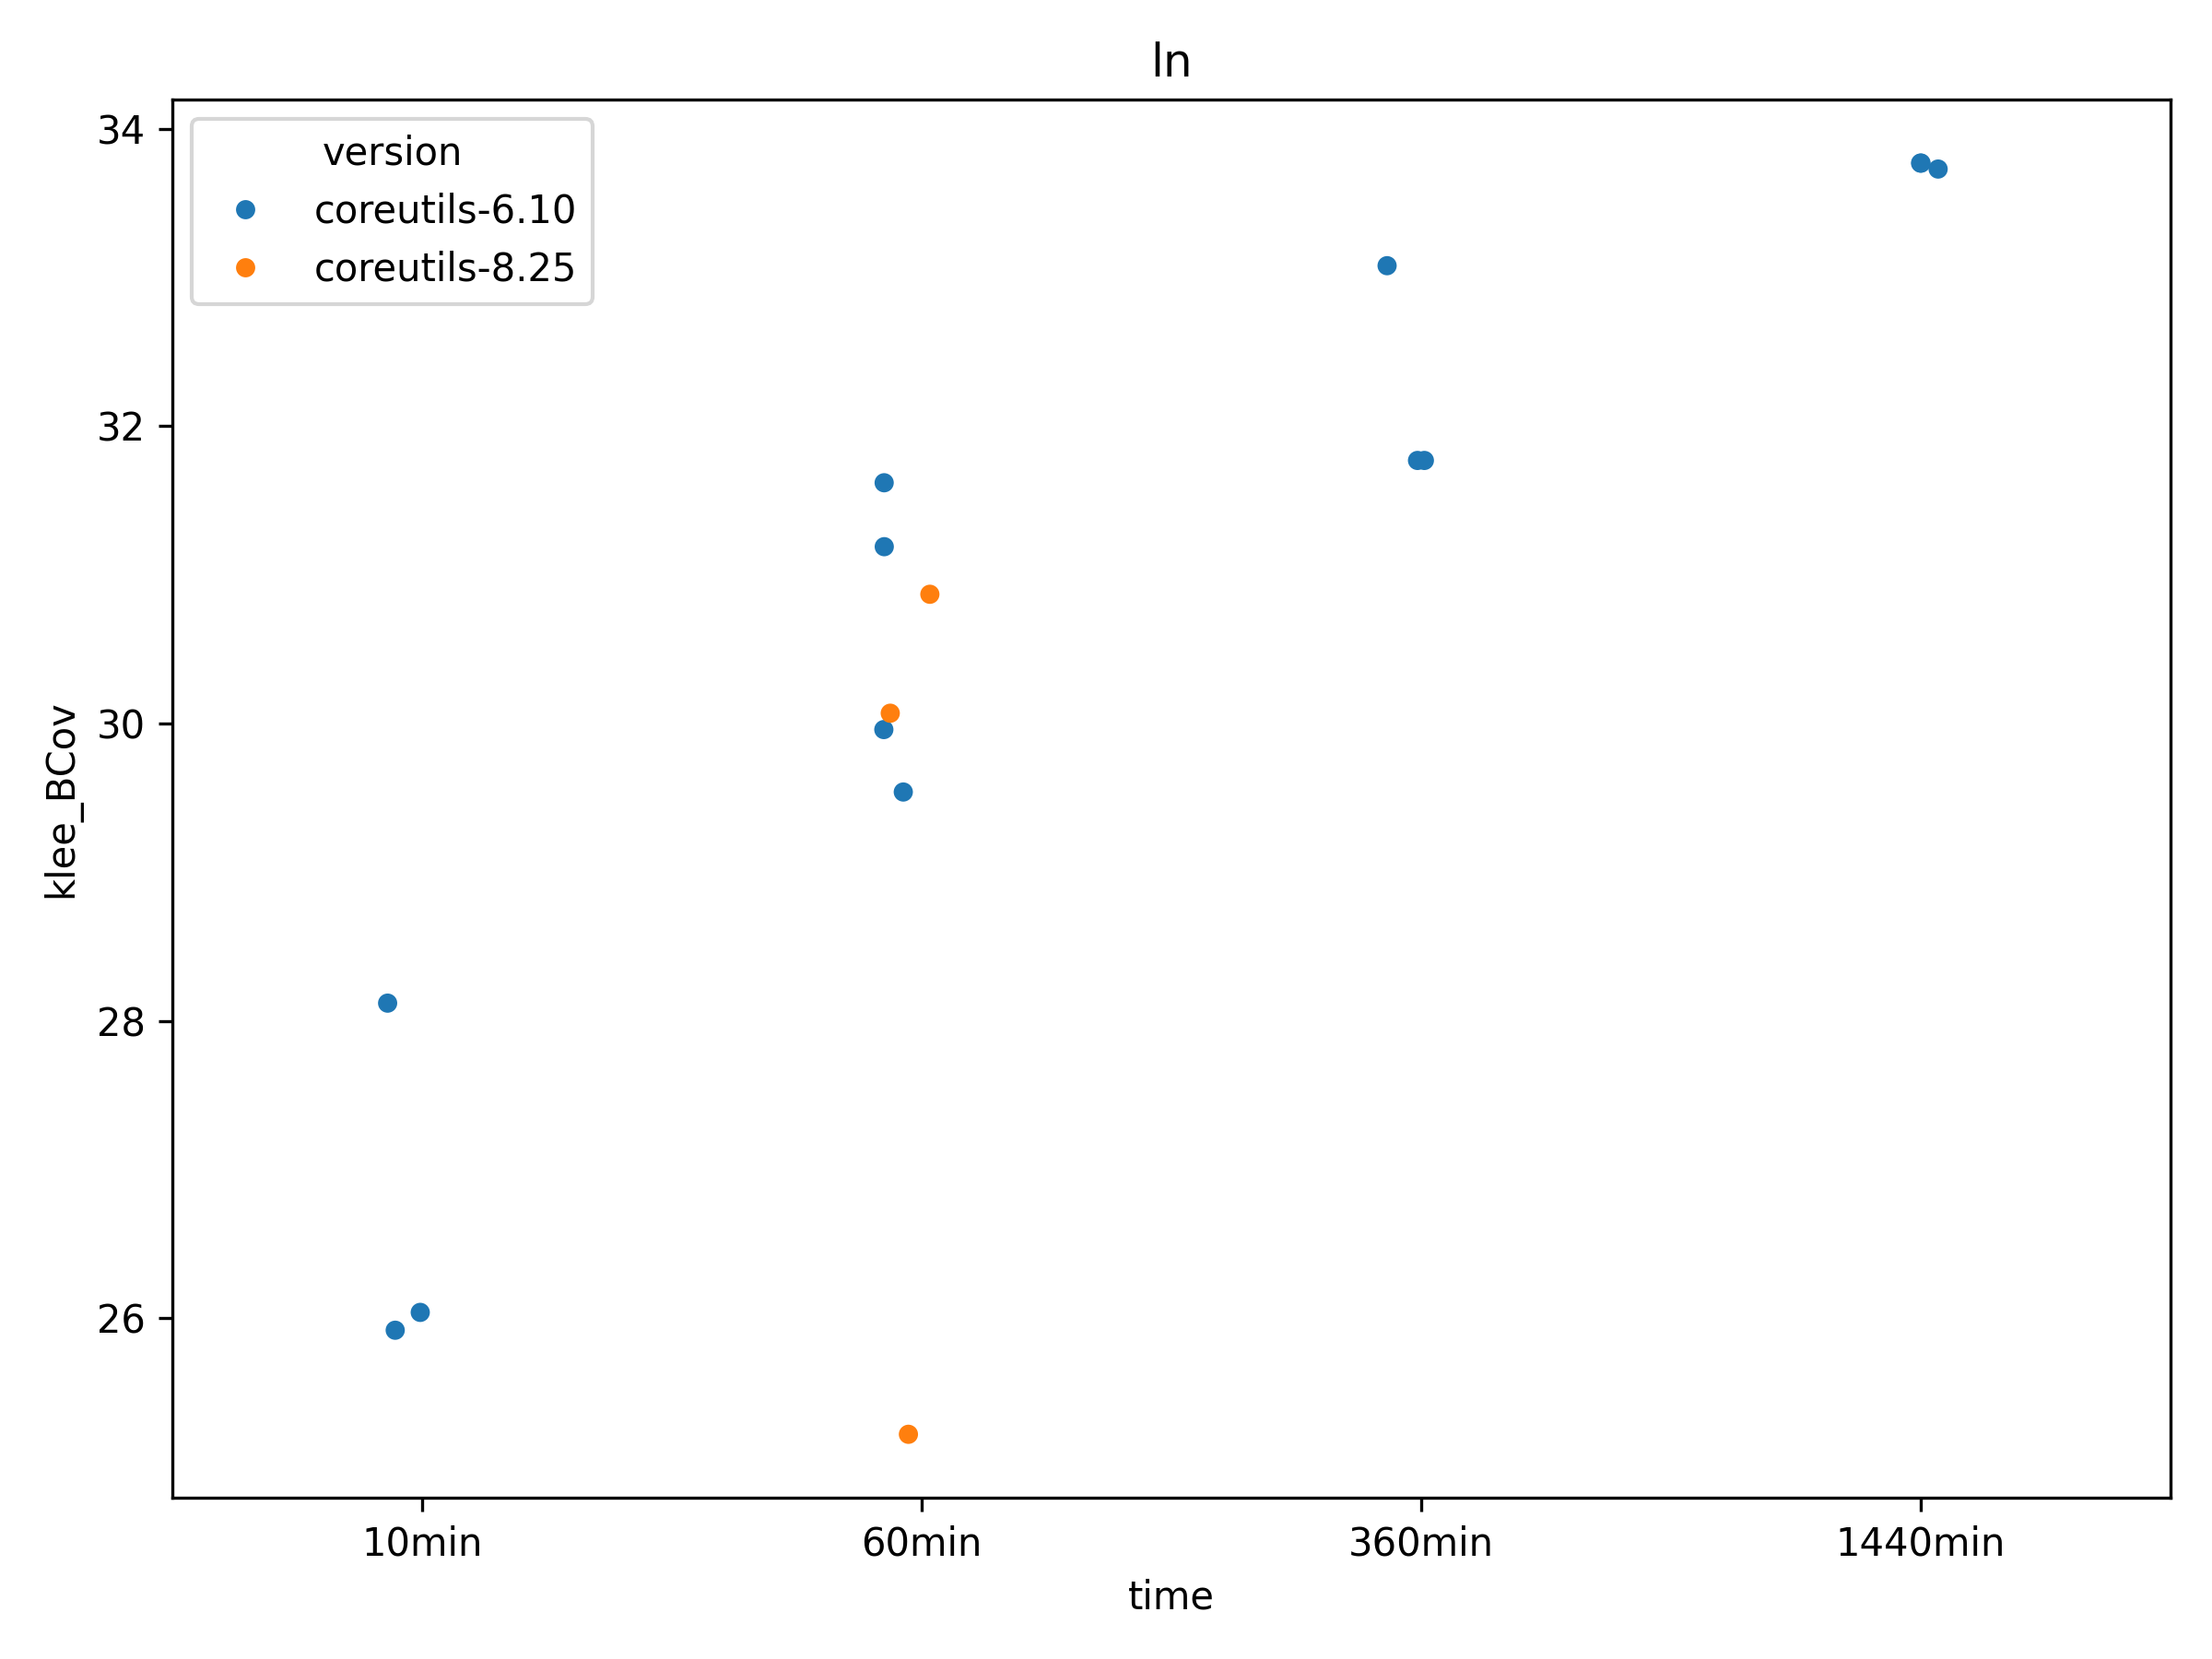 ln
version
coreutils-6.10
coreutils-8.25
34
32
30
28
26
klee_BCov
10min
60min
360min
1440min
time